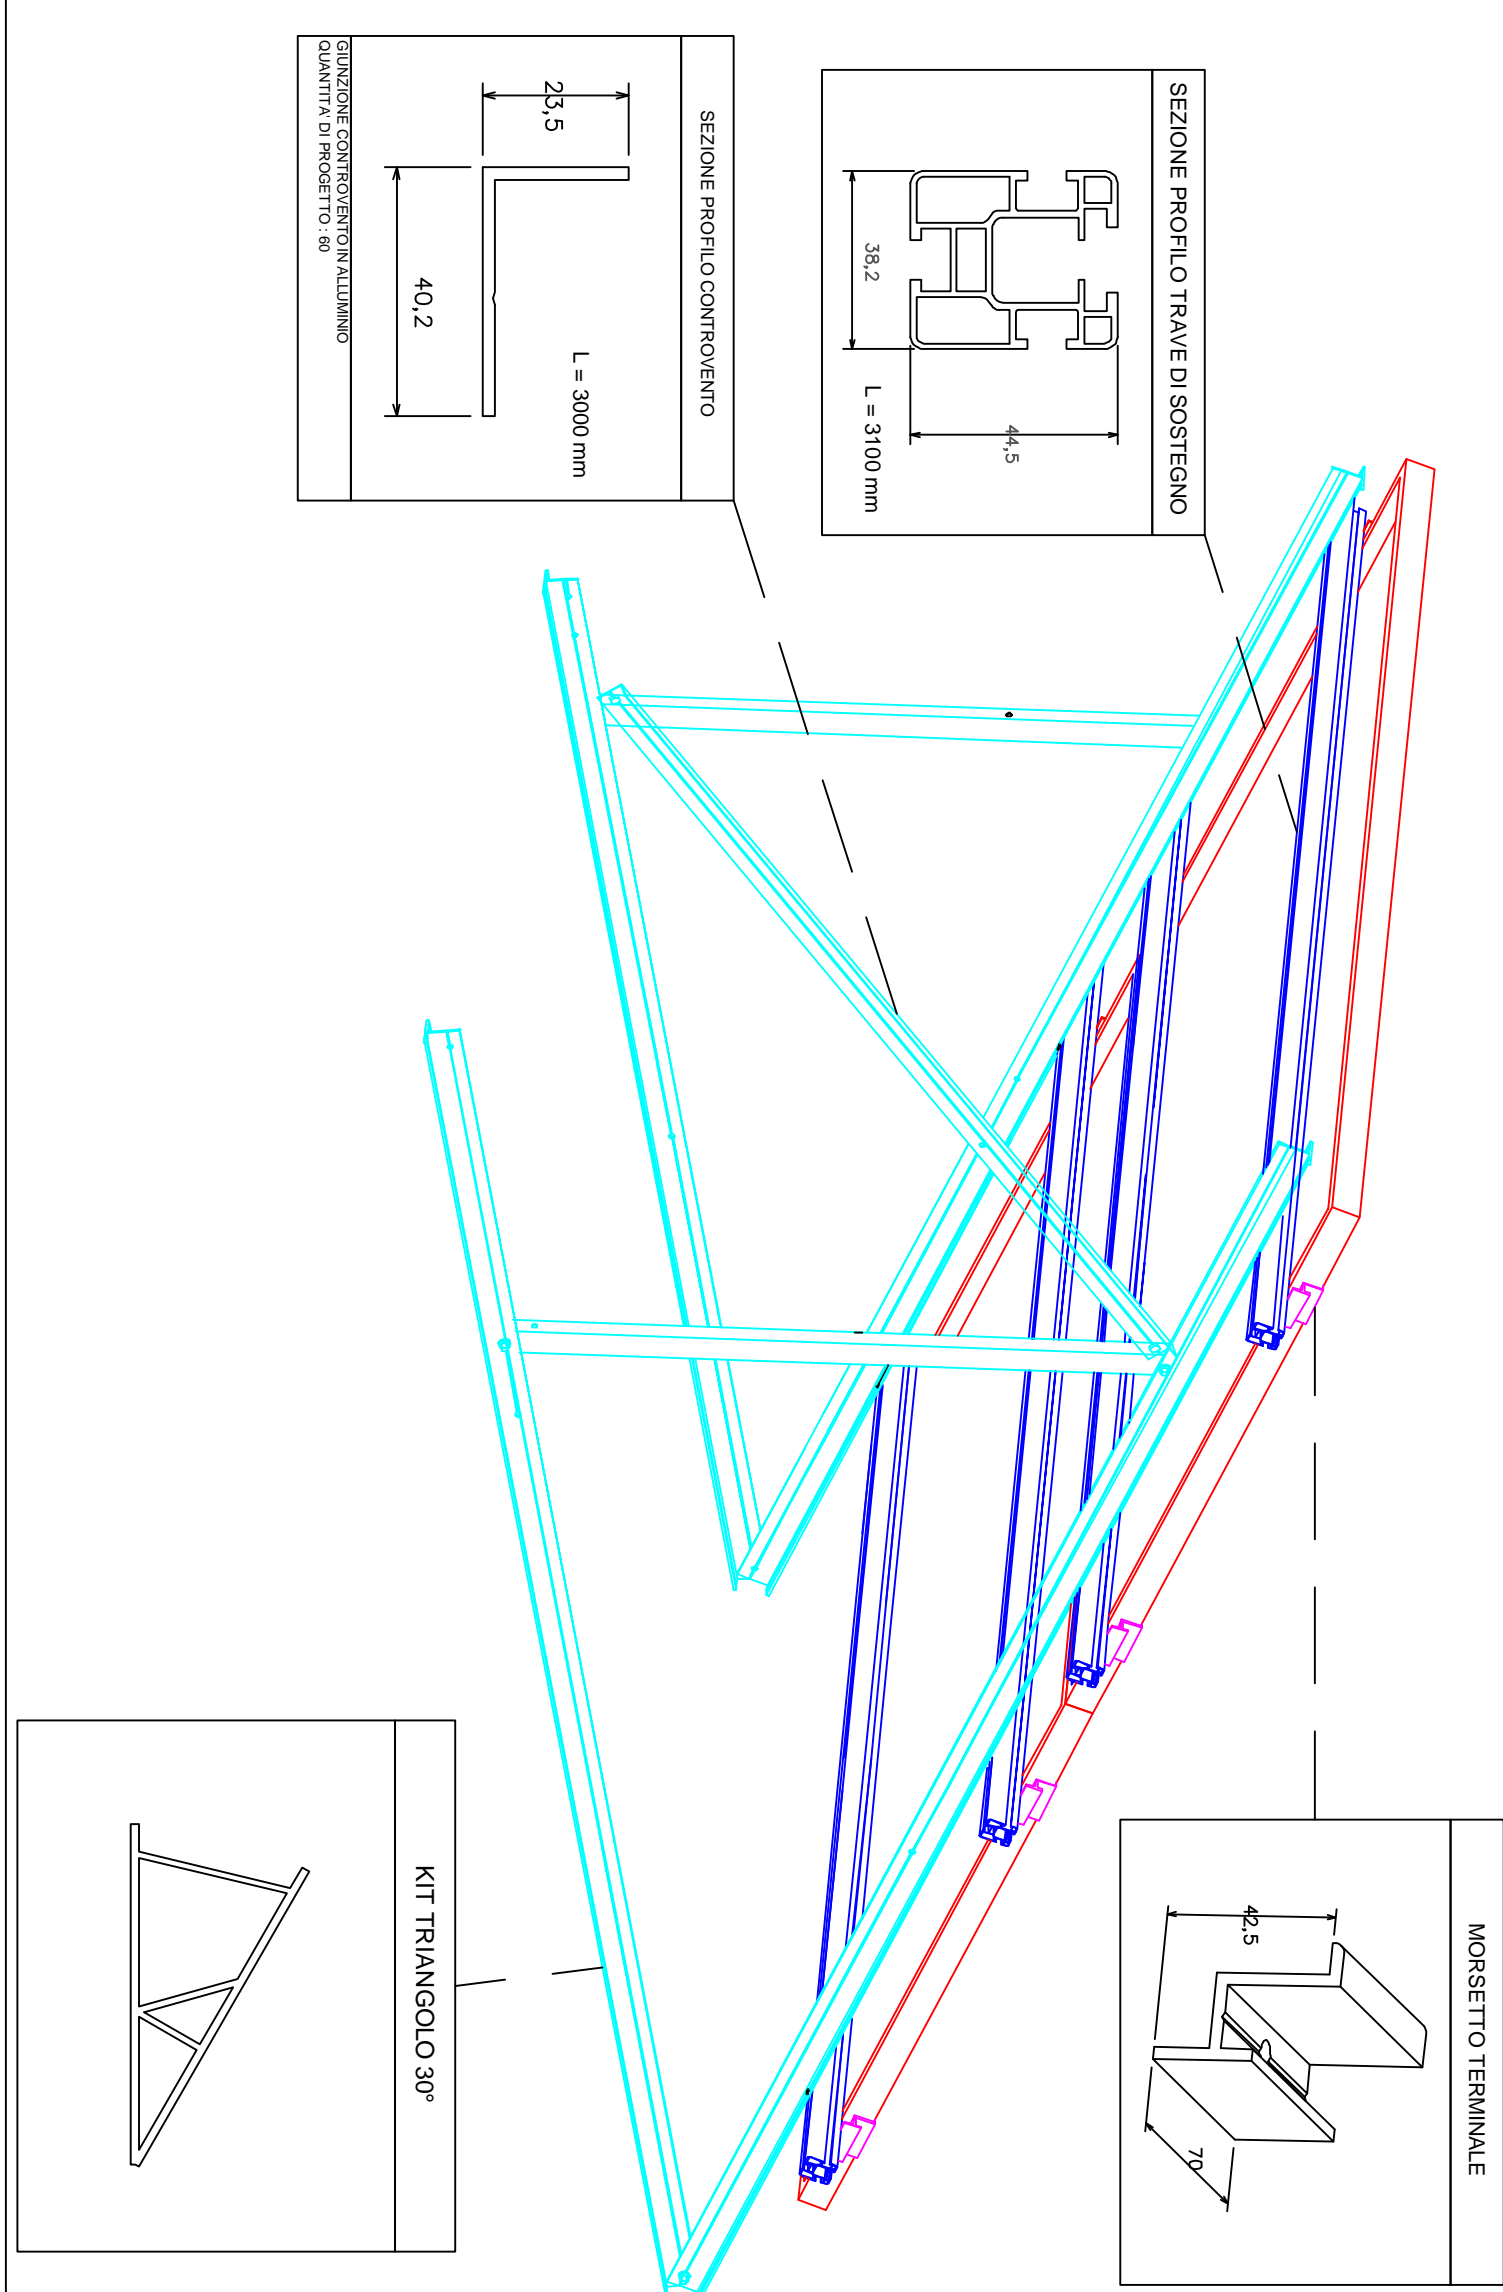 SEZIONE PROFILO TRAVE DI SOSTEGNO
44,5
38,2
L = 3100 mm
SEZIONE PROFILO CONTROVENTO
23,5
L = 3000 mm
40,2
GIUNZIONE CONTROVENTO IN ALLUMINIO
QUANTITA' DI PROGETTO : 60
MORSETTO TERMINALE
42,5
70
KIT TRIANGOLO 30°